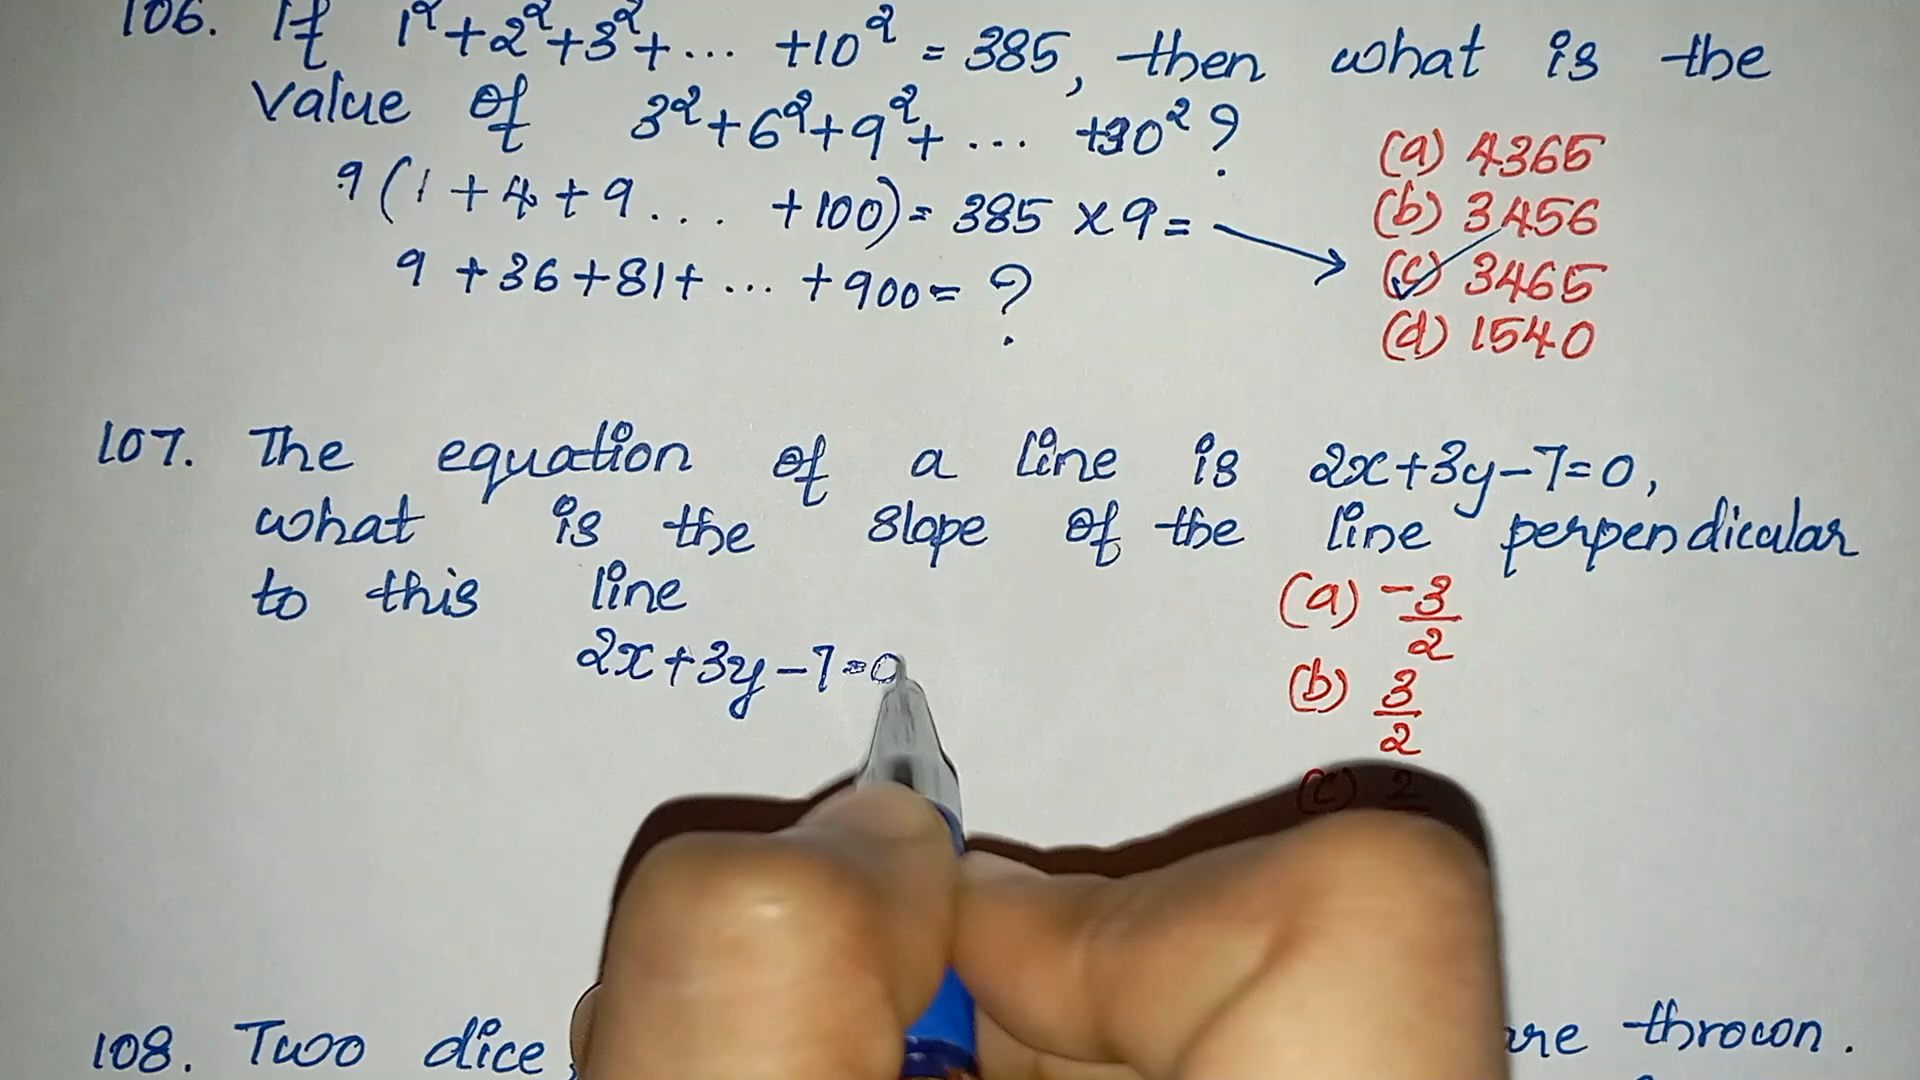 106. If 1²+2²+3²+... +10² = 385, then what is the
value of 3²+6²+9²+ ... +30² ?
(a) 4365
9(1+4+9... +100) = 385 × 9 =
(b) 3456
(c) 3465
9+36+81+ ... +900 = ?
(d) 1540
107. The equation of a line is 2x+3y-7=0,
what is the slope of the line perpendicular
to this line
(a) -3/2
2x+3y-7=0
(b) 3/2
(c) 2
108. Two dice, are thrown.